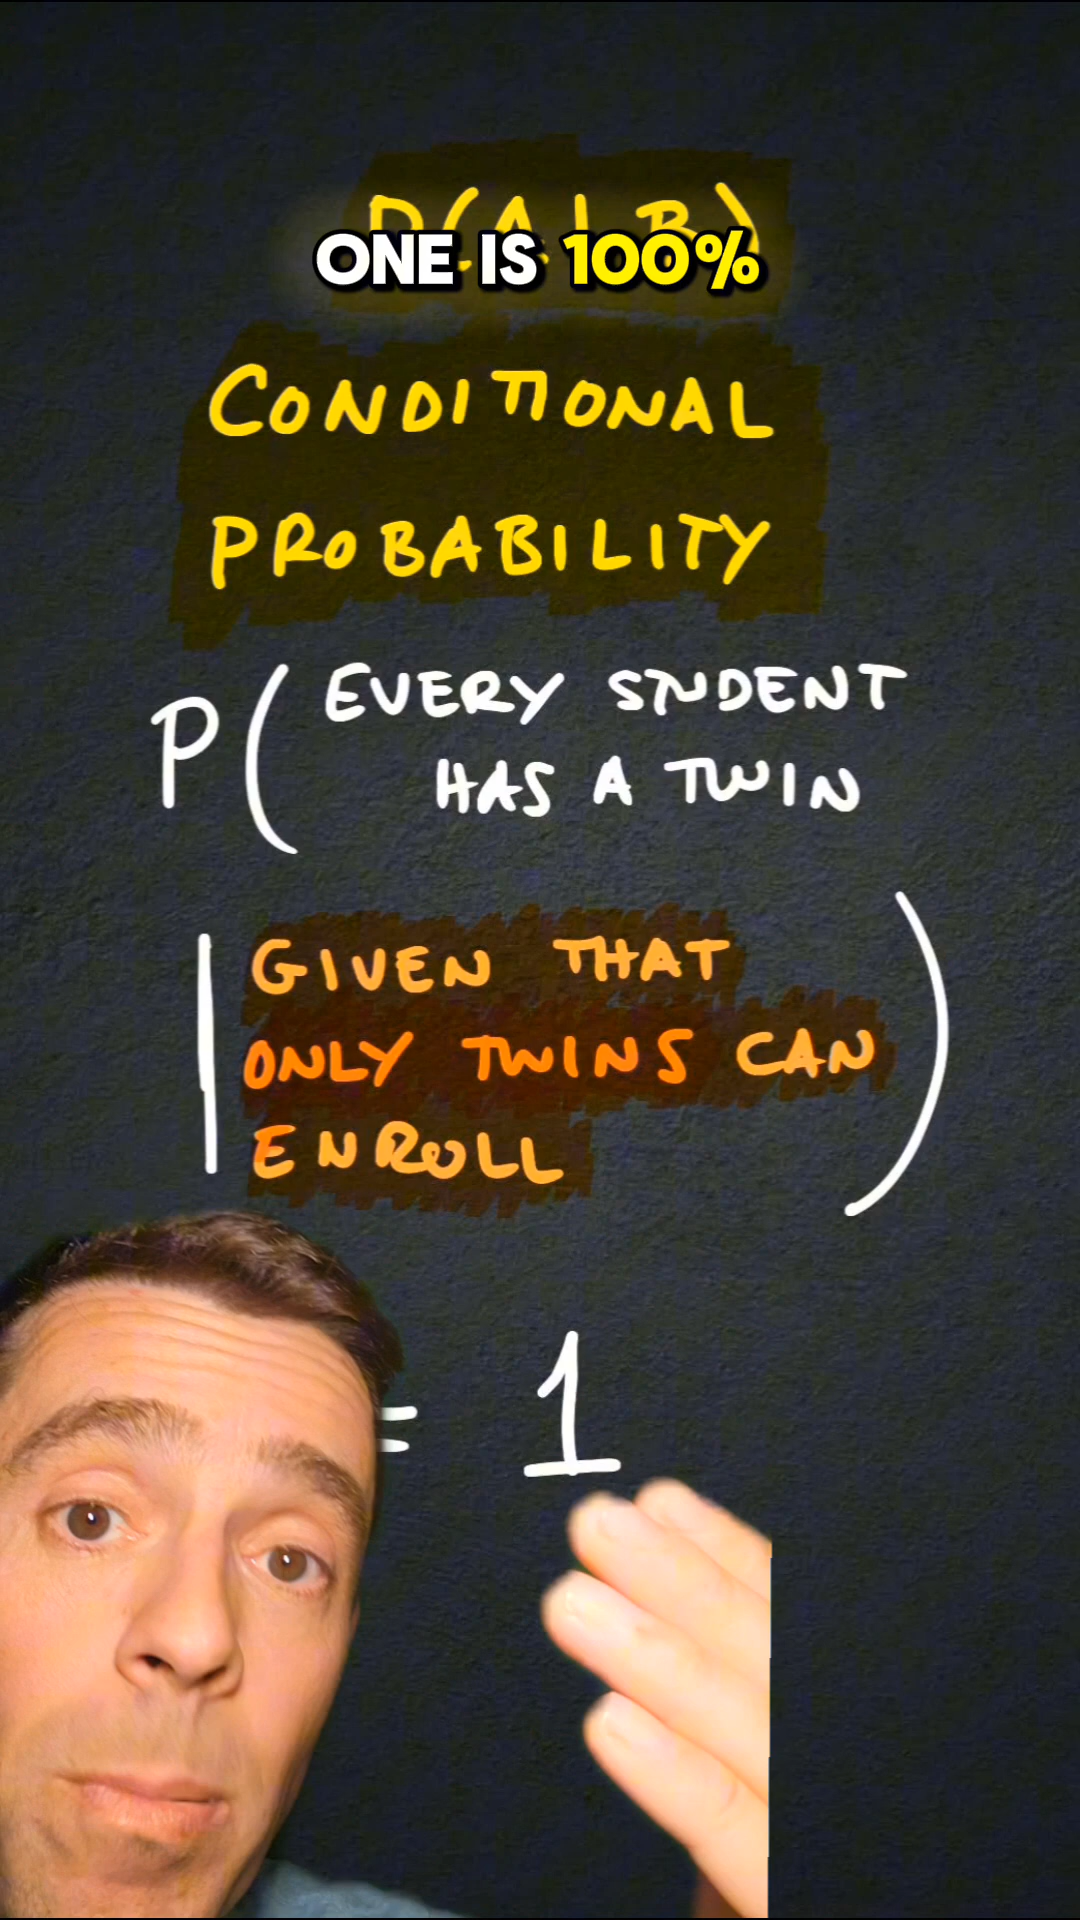 P(A|B)
ONE IS 100%
CONDITIONAL
PROBABILITY
P( EVERY STUDENT
HAS A TWIN
| GIVEN THAT
ONLY TWINS CAN
ENROLL )
= 1